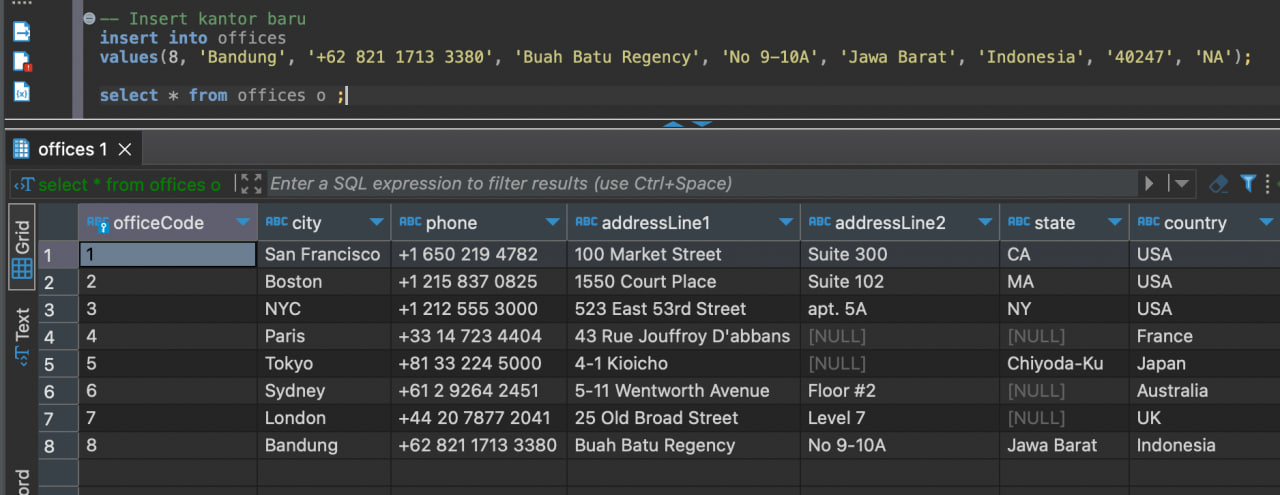 -- Insert kantor baru
insert into offices
values(8, 'Bandung', '+62 821 1713 3380', 'Buah Batu Regency', 'No 9-10A', 'Jawa Barat', 'Indonesia', '40247', 'NA');
select * from offices o ;
offices 1
select * from offices o Enter a SQL expression to filter results (use Ctrl+Space)
Grid
Text
ord
ABC officeCode ABC city ABC phone ABC addressLine1 ABC addressLine2 ABC state ABC country
1 1 San Francisco +1 650 219 4782 100 Market Street Suite 300 CA USA
2 2 Boston +1 215 837 0825 1550 Court Place Suite 102 MA USA
3 3 NYC +1 212 555 3000 523 East 53rd Street apt. 5A NY USA
4 4 Paris +33 14 723 4404 43 Rue Jouffroy D'abbans [NULL] [NULL] France
5 5 Tokyo +81 33 224 5000 4-1 Kioicho [NULL] Chiyoda-Ku Japan
6 6 Sydney +61 2 9264 2451 5-11 Wentworth Avenue Floor #2 [NULL] Australia
7 7 London +44 20 7877 2041 25 Old Broad Street Level 7 [NULL] UK
8 8 Bandung +62 821 1713 3380 Buah Batu Regency No 9-10A Jawa Barat Indonesia